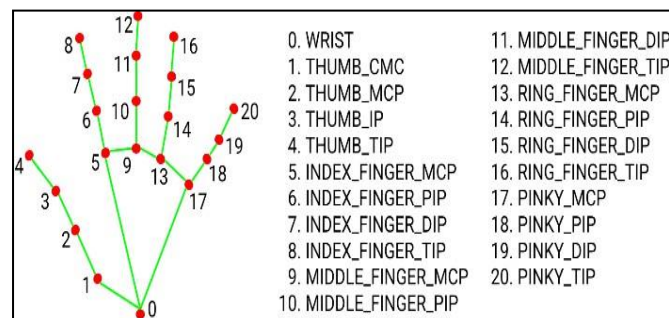 12
8
16
11
7
15
10
20
6
14
19
4
5
9
13
18
3
17
2
1
0
0. WRIST
1. THUMB_CMC
2. THUMB_MCP
3. THUMB_IP
4. THUMB_TIP
5. INDEX_FINGER_MCP
6. INDEX_FINGER_PIP
7. INDEX_FINGER_DIP
8. INDEX_FINGER_TIP
9. MIDDLE_FINGER_MCP
10. MIDDLE_FINGER_PIP
11. MIDDLE_FINGER_DIP
12. MIDDLE_FINGER_TIP
13. RING_FINGER_MCP
14. RING_FINGER_PIP
15. RING_FINGER_DIP
16. RING_FINGER_TIP
17. PINKY_MCP
18. PINKY_PIP
19. PINKY_DIP
20. PINKY_TIP